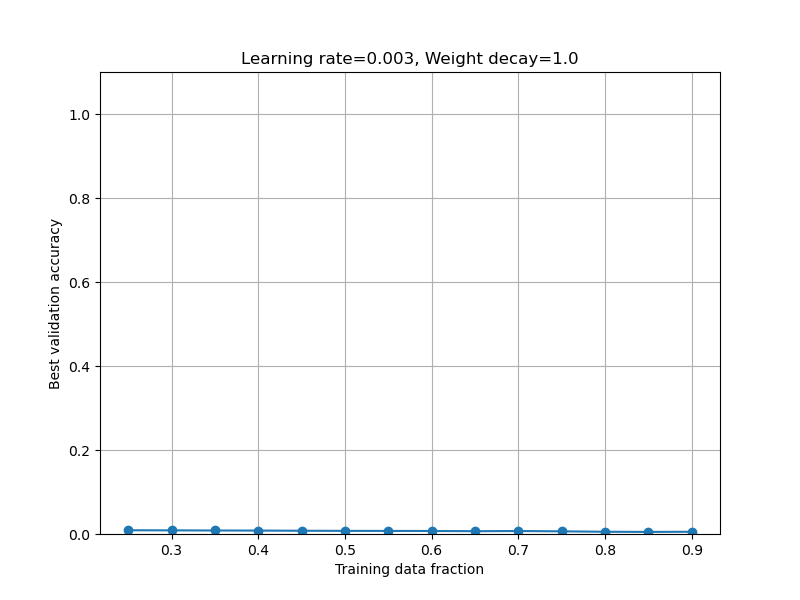 Learning rate=0.003, Weight decay=1.0
Best validation accuracy
1.0
0.8
0.6
0.4
0.2
0.0
0.3 0.4 0.5 0.6 0.7 0.8 0.9
Training data fraction